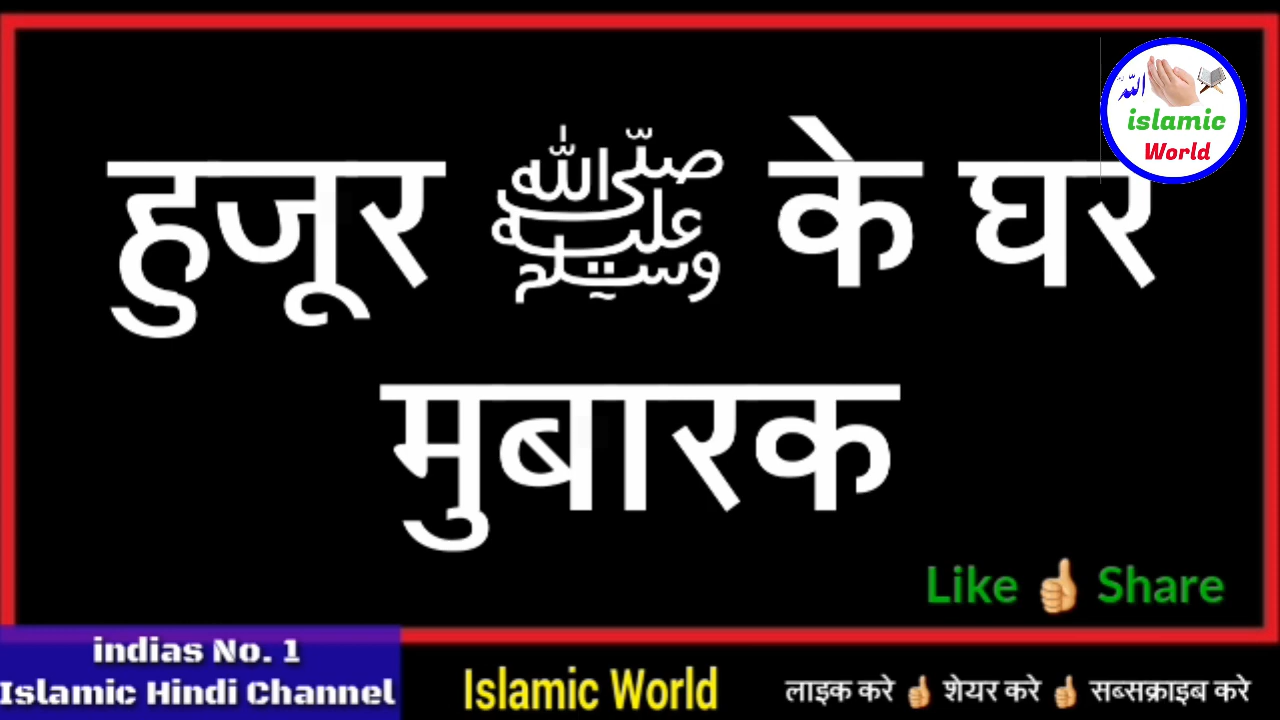 الله
islamic
World
हुजूर ﷺ के घर
मुबारक
Like 👍🏼 Share
indias No. 1
Islamic Hindi Channel
Islamic World
लाइक करे 👍🏼 शेयर करे 👍🏼 सब्सक्राइब करे